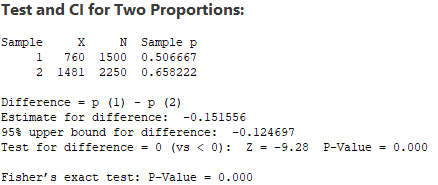 Test and CI for Two Proportions:
Sample X N Sample p
1 760 1500 0.506667
2 1481 2250 0.658222
Difference = p (1) - p (2)
Estimate for difference: -0.151556
95% upper bound for difference: -0.124697
Test for difference = 0 (vs < 0): Z = -9.28 P-Value = 0.000
Fisher's exact test: P-Value = 0.000